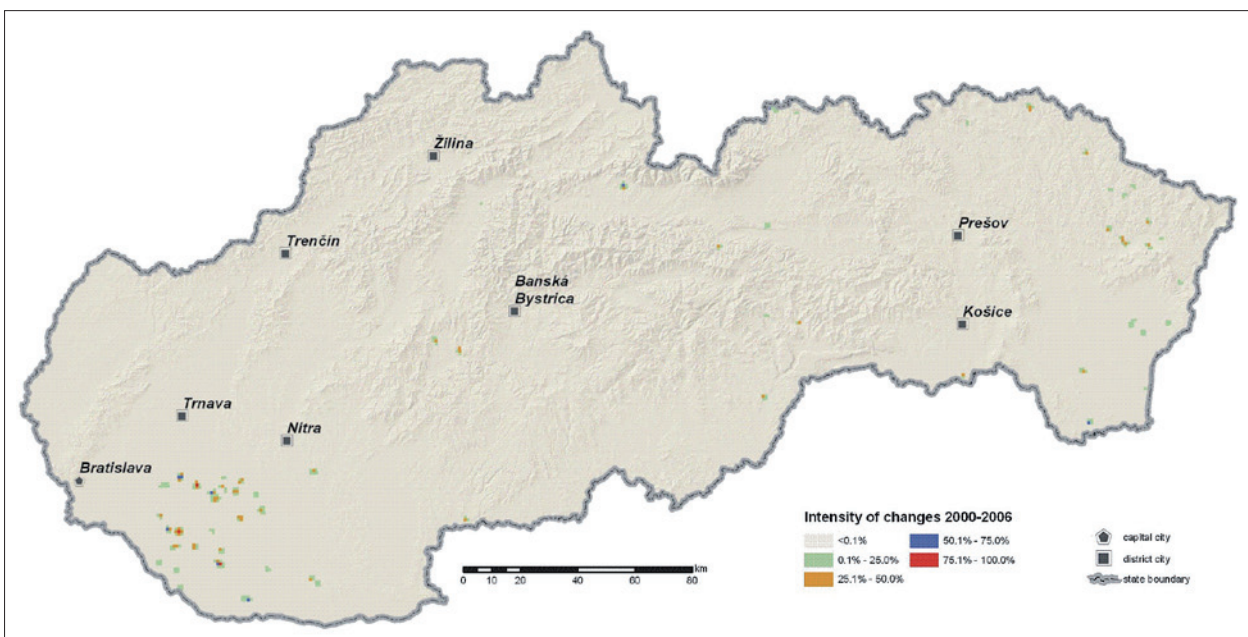 Žilina
Prešov
Trenčín
Banská
Bystrica
Košice
Trnava
Nitra
Bratislava
Intensity of changes 2000-2006
<0.1%
0.1% - 25.0%
25.1% - 50.0%
50.1% - 75.0%
75.1% - 100.0%
capital city
district city
state boundary
km
0 10 20 40 60 80